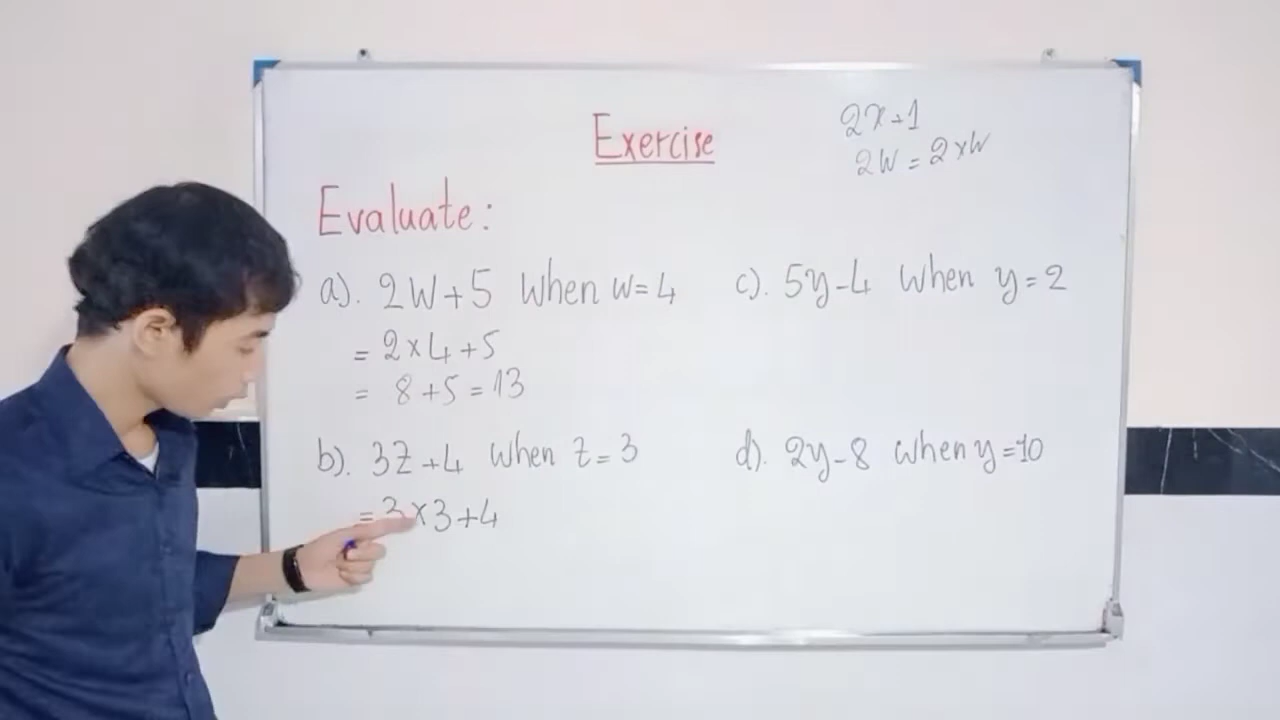 Exercise
2x+1
2W = 2×W
Evaluate:
a). 2W+5 when w=4
= 2×4+5
= 8+5=13
b). 3Z+4 when Z=3
=3×3+4
c). 5y-4 when y=2
d). 2y-8 when y=10